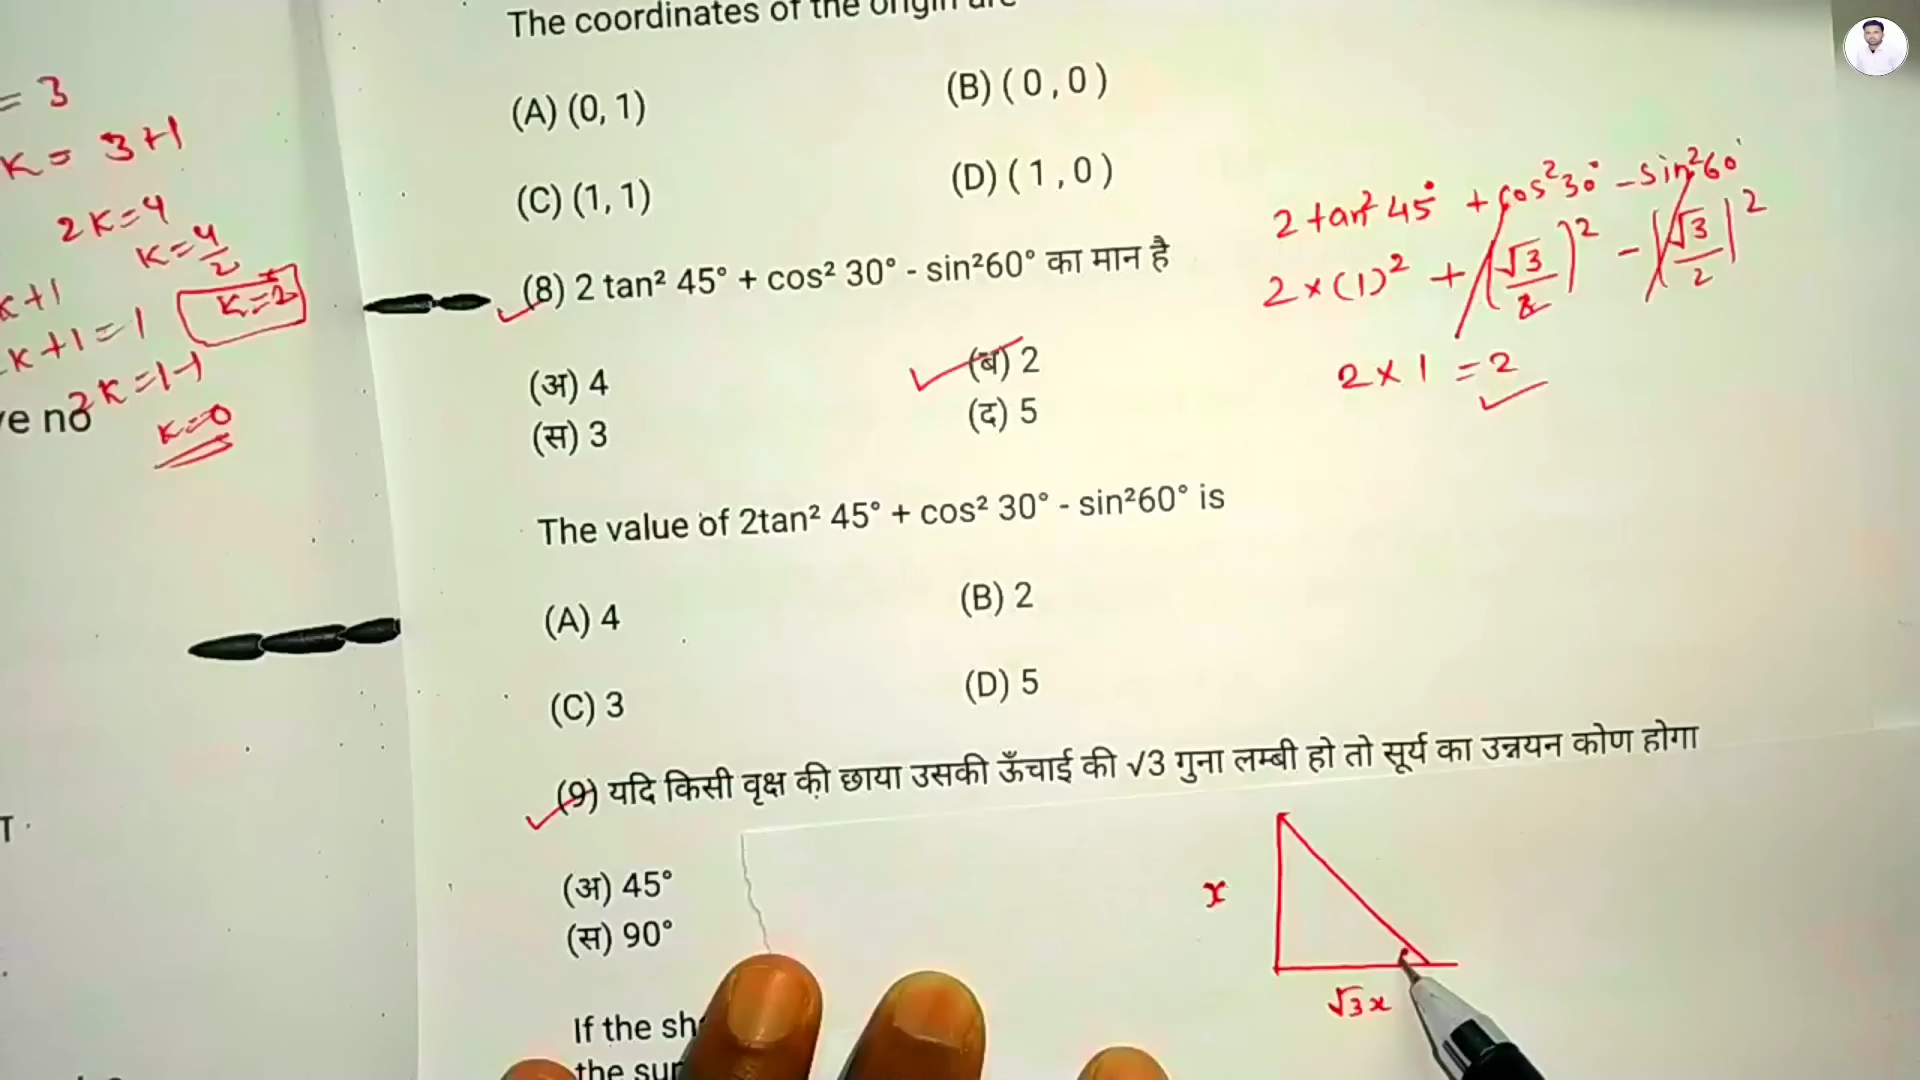 The coordinates of the origin are
(A) (0, 1)
(B) ( 0 , 0 )
(C) (1, 1)
(D) ( 1 , 0 )
(8) 2 tan² 45° + cos² 30° - sin²60° का मान है
(अ) 4
(ब) 2
(स) 3
(द) 5
The value of 2tan² 45° + cos² 30° - sin²60° is
(A) 4
(B) 2
(C) 3
(D) 5
(9) यदि किसी वृक्ष की छाया उसकी ऊँचाई की √3 गुना लम्बी हो तो सूर्य का उन्नयन कोण होगा
(अ) 45°
(स) 90°
If the
the
= 3
K = 3+1
2K=4
K=4/2
K=2
K+1
K+1=1
2K=1-1
K=0
e no
2 tan² 45° + cos² 30° - sin² 60°
2 × (1)² + (√3/2)² - (√3/2)²
2 × 1 = 2
x
√3x